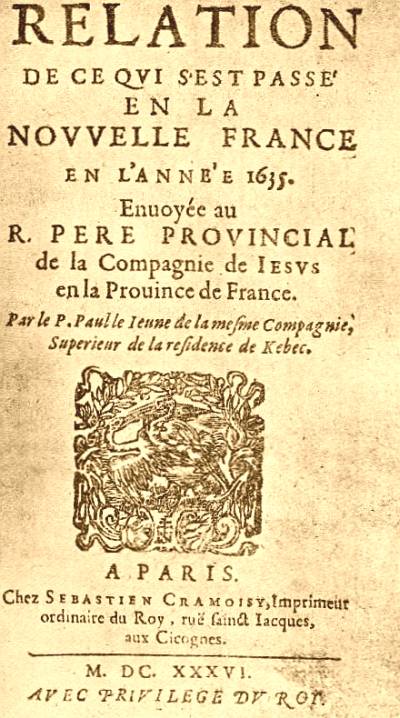 RELATION
DE CE QVI S'EST PASSE'
EN LA
NOVVELLE FRANCE
EN L'ANNE'E 1635.
Enuoyée au
R. PERE PROVINCIAL
de la Compagnie de IESVS
en la Prouince de France.
Par le P. Paul le Ieune de la mesme Compagnie,
Superieur de la residence de Kebec.
A PARIS.
Chez SEBASTIEN CRAMOISY, Imprimeur
ordinaire du Roy, ruë sainct Iacques,
aux Cicognes.
M. DC. XXXVI.
AVEC PRIVILEGE DV ROY.